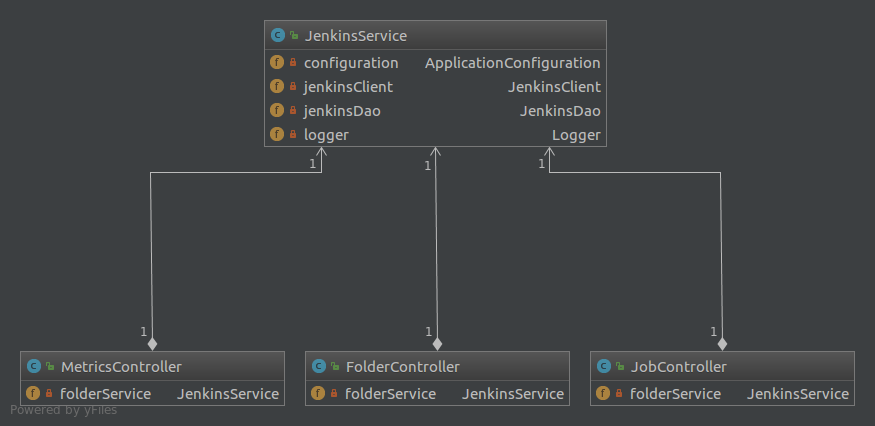 JenkinsService
configuration ApplicationConfiguration
jenkinsClient JenkinsClient
jenkinsDao JenkinsDao
logger Logger
1 1 1
1 1 1
MetricsController FolderController JobController
folderService JenkinsService folderService JenkinsService folderService JenkinsService
Powered by yFiles